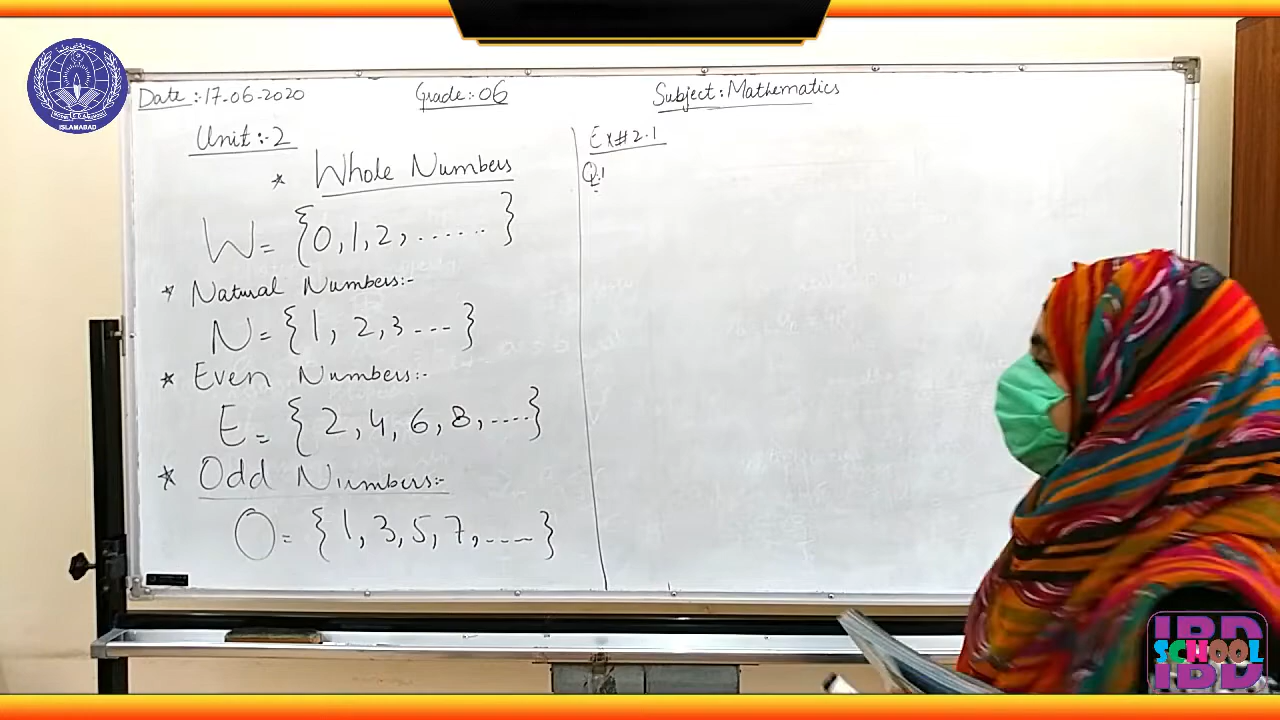 Date :- 17-06-2020 Grade:- 06 Subject: Mathematics
Unit:- 2
* Whole Numbers
W = {0, 1, 2, ......}
* Natural Numbers:-
N = {1, 2, 3 ---}
* Even Numbers:-
E = {2, 4, 6, 8, ....}
* Odd Numbers:-
O = {1, 3, 5, 7, ----}
Ex# 2.1
Q.1
ISLAMABAD
IBD
SCHOOL
IBD